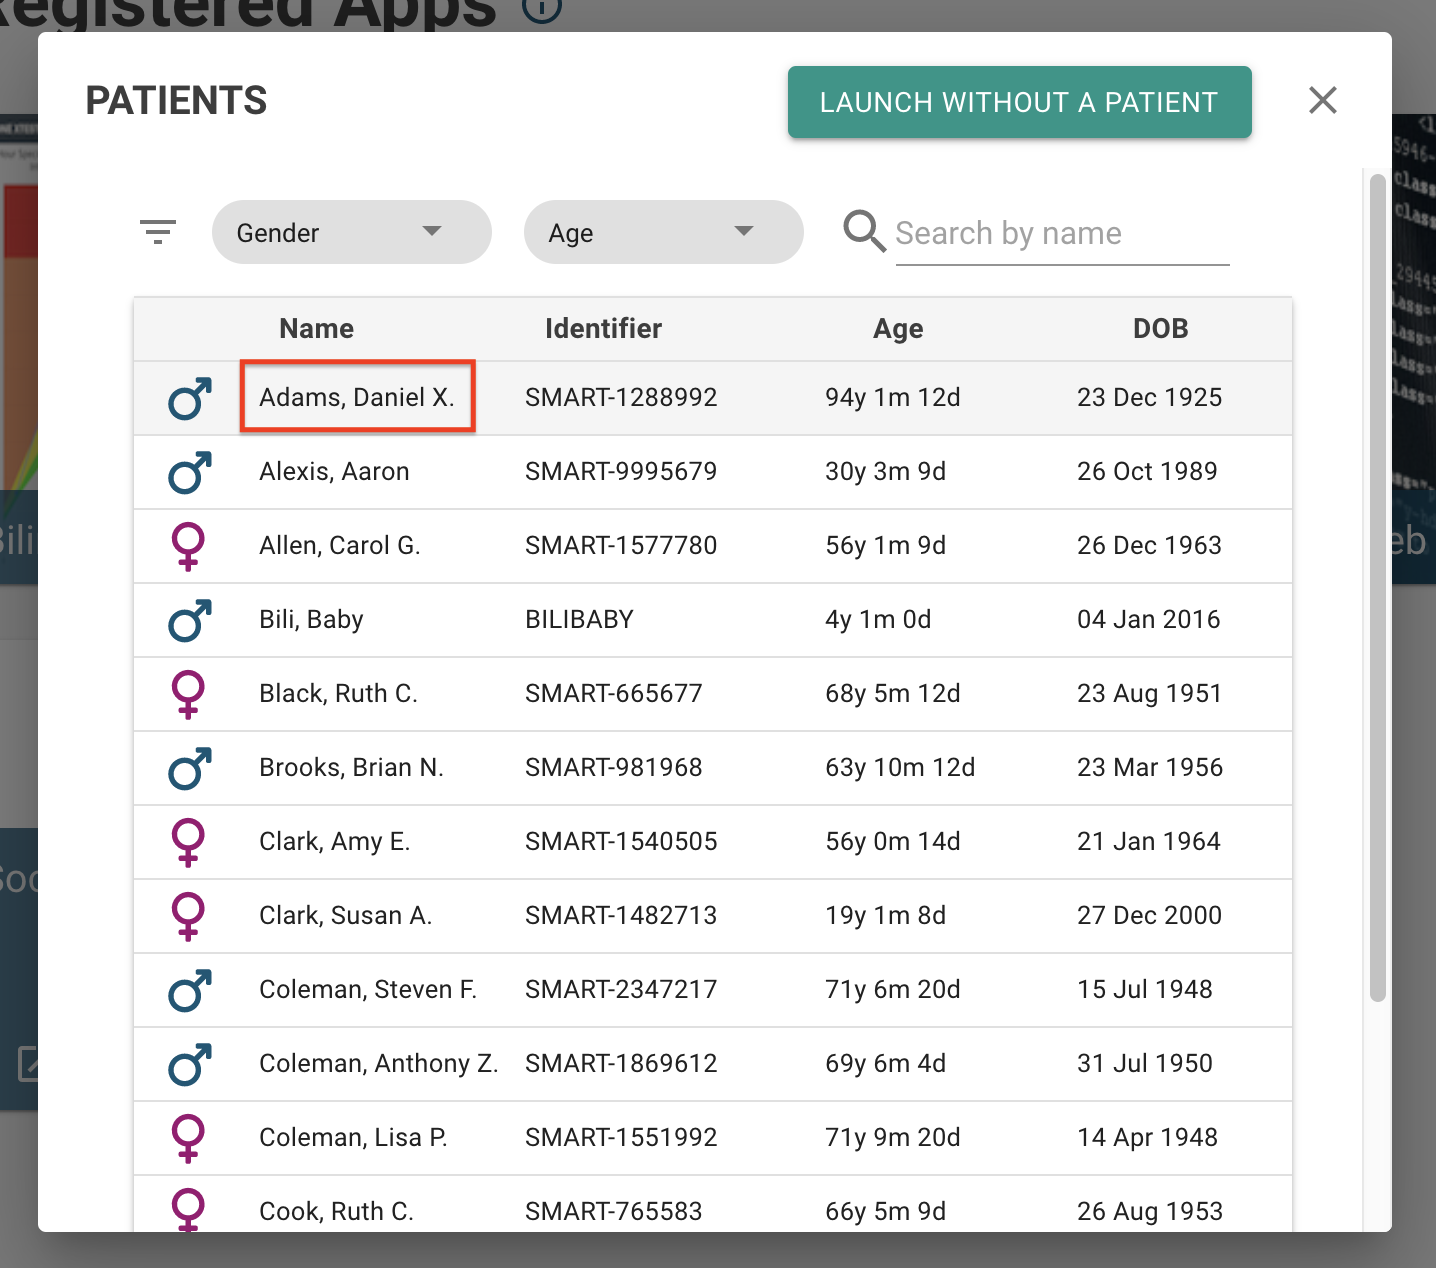 Registered Apps
PATIENTS
LAUNCH WITHOUT A PATIENT
Gender
Age
Search by name
Name Identifier Age DOB
Adams, Daniel X. SMART-1288992 94y 1m 12d 23 Dec 1925
Alexis, Aaron SMART-9995679 30y 3m 9d 26 Oct 1989
Allen, Carol G. SMART-1577780 56y 1m 9d 26 Dec 1963
Bili, Baby BILIBABY 4y 1m 0d 04 Jan 2016
Black, Ruth C. SMART-665677 68y 5m 12d 23 Aug 1951
Brooks, Brian N. SMART-981968 63y 10m 12d 23 Mar 1956
Clark, Amy E. SMART-1540505 56y 0m 14d 21 Jan 1964
Clark, Susan A. SMART-1482713 19y 1m 8d 27 Dec 2000
Coleman, Steven F. SMART-2347217 71y 6m 20d 15 Jul 1948
Coleman, Anthony Z. SMART-1869612 69y 6m 4d 31 Jul 1950
Coleman, Lisa P. SMART-1551992 71y 9m 20d 14 Apr 1948
Cook, Ruth C. SMART-765583 66y 5m 9d 26 Aug 1953
Bili
eb
Soc